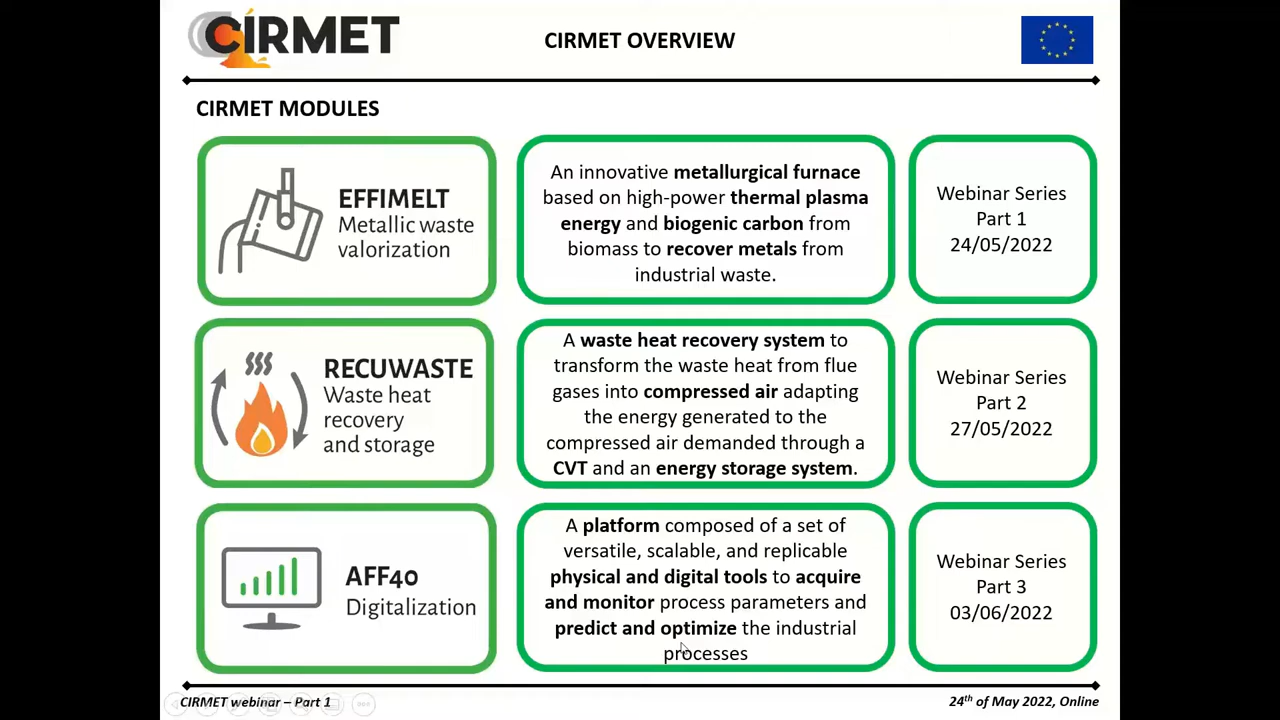 CIRMET
CIRMET OVERVIEW
CIRMET MODULES
EFFIMELT
Metallic waste
valorization
An innovative metallurgical furnace
based on high-power thermal plasma
energy and biogenic carbon from
biomass to recover metals from
industrial waste.
Webinar Series
Part 1
24/05/2022
RECUWASTE
Waste heat
recovery
and storage
A waste heat recovery system to
transform the waste heat from flue
gases into compressed air adapting
the energy generated to the
compressed air demanded through a
CVT and an energy storage system.
Webinar Series
Part 2
27/05/2022
AFF40
Digitalization
A platform composed of a set of
versatile, scalable, and replicable
physical and digital tools to acquire
and monitor process parameters and
predict and optimize the industrial
processes
Webinar Series
Part 3
03/06/2022
CIRMET webinar – Part 1
24th of May 2022, Online